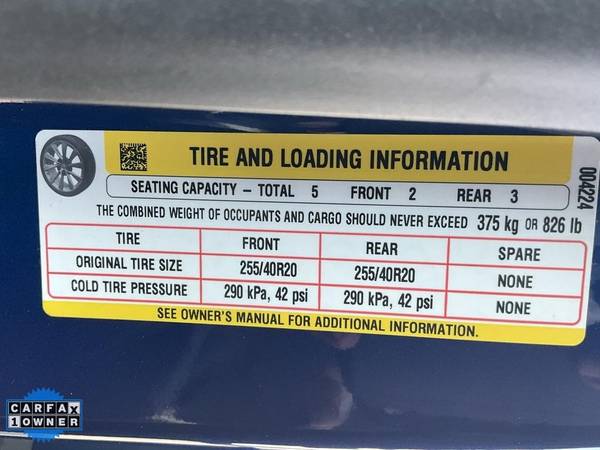 TIRE AND LOADING INFORMATION
SEATING CAPACITY – TOTAL 5 FRONT 2 REAR 3
THE COMBINED WEIGHT OF OCCUPANTS AND CARGO SHOULD NEVER EXCEED 375 kg OR 826 lb
TIRE FRONT REAR SPARE
ORIGINAL TIRE SIZE 255/40R20 255/40R20 NONE
COLD TIRE PRESSURE 290 kPa, 42 psi 290 kPa, 42 psi NONE
SEE OWNER'S MANUAL FOR ADDITIONAL INFORMATION.
004224
CARFAX
1 OWNER